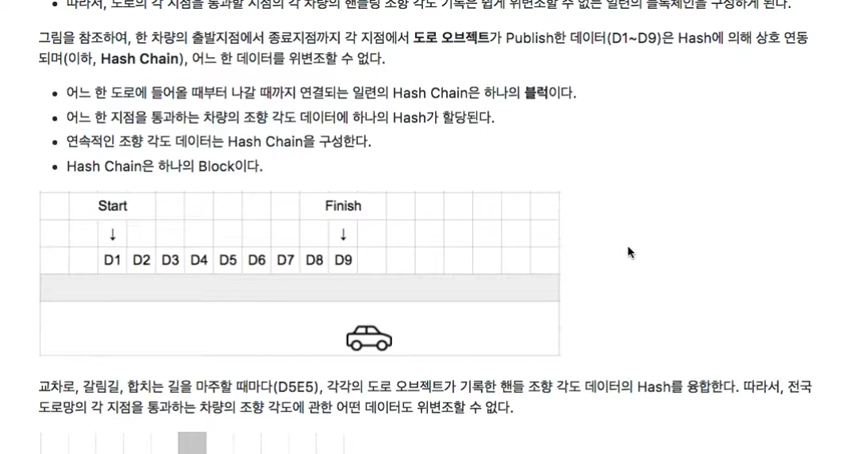 따라서, 도로의 각 지점을 통과할 지점의 각 차량의 핸들링 조향 각도 기록은 쉽게 위변조할 수 없는 일련의 블록체인을 구성하게 된다.
그림을 참조하여, 한 차량의 출발지점에서 종료지점까지 각 지점에서 도로 오브젝트가 Publish한 데이터(D1~D9)은 Hash에 의해 상호 연동
되며(이하, Hash Chain), 어느 한 데이터를 위변조할 수 없다.
어느 한 도로에 들어올 때부터 나갈 때까지 연결되는 일련의 Hash Chain은 하나의 블럭이다.
어느 한 지점을 통과하는 차량의 조향 각도 데이터에 하나의 Hash가 할당된다.
연속적인 조향 각도 데이터는 Hash Chain을 구성한다.
Hash Chain은 하나의 Block이다.
Start Finish
↓ ↓
D1 D2 D3 D4 D5 D6 D7 D8 D9
교차로, 갈림길, 합치는 길을 마주할 때마다(D5E5), 각각의 도로 오브젝트가 기록한 핸들 조향 각도 데이터의 Hash를 융합한다. 따라서, 전국
도로망의 각 지점을 통과하는 차량의 조향 각도에 관한 어떤 데이터도 위변조할 수 없다.